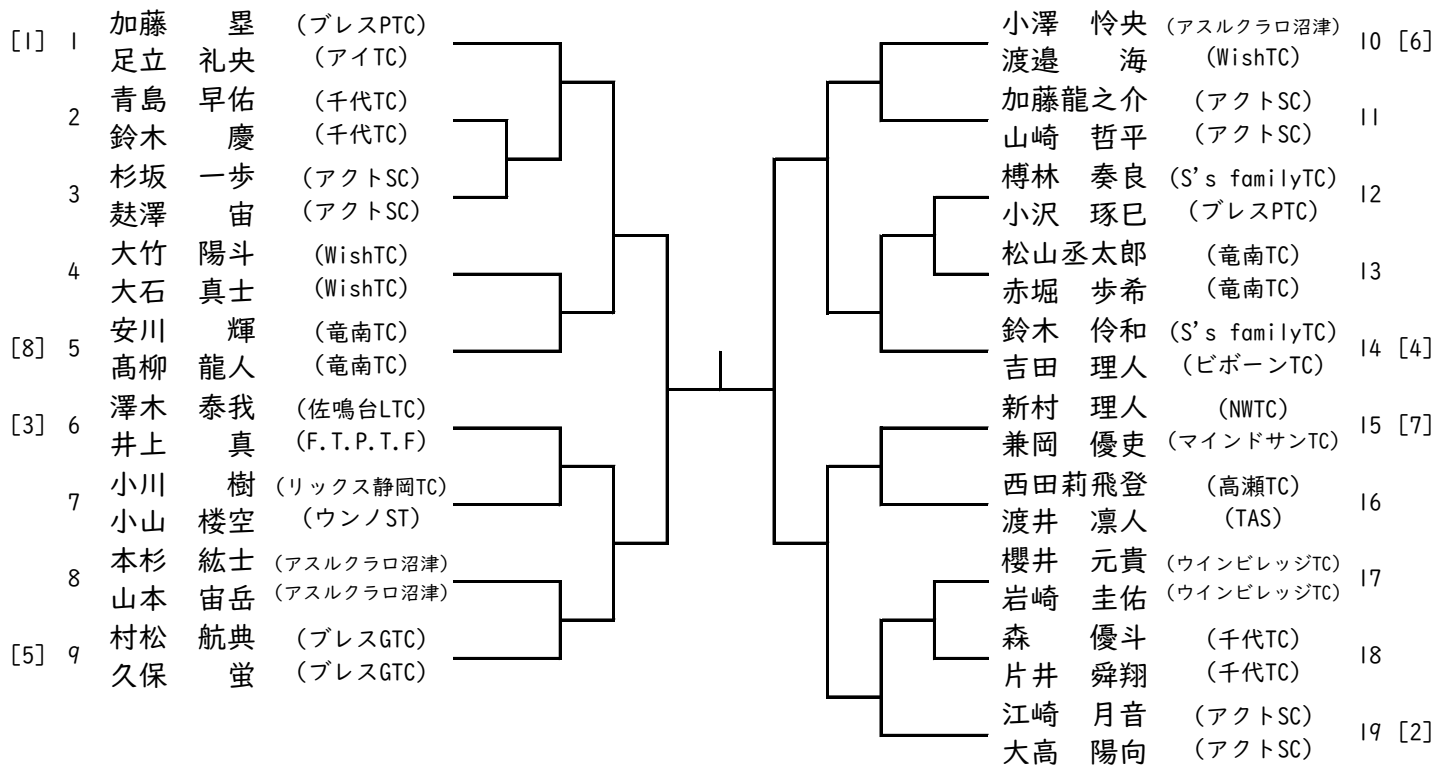 [1] 1 加藤 塁 (ブレスPTC)
足立 礼央 (アイTC)
2 青島 早佑 (千代TC)
鈴木 慶 (千代TC)
3 杉坂 一歩 (アクトSC)
麸澤 宙 (アクトSC)
4 大竹 陽斗 (WishTC)
大石 真士 (WishTC)
[8] 5 安川 輝 (竜南TC)
髙柳 龍人 (竜南TC)
[3] 6 澤木 泰我 (佐鳴台LTC)
井上 真 (F.T.P.T.F)
7 小川 樹 (リックス静岡TC)
小山 楼空 (ウンノST)
8 本杉 紘士 (アスルクラロ沼津)
山本 宙岳 (アスルクラロ沼津)
[5] 9 村松 航典 (ブレスGTC)
久保 蛍 (ブレスGTC)
小澤 怜央 (アスルクラロ沼津) 10 [6]
渡邉 海 (WishTC)
加藤龍之介 (アクトSC) 11
山崎 哲平 (アクトSC)
榑林 奏良 (S's familyTC) 12
小沢 琢巳 (ブレスPTC)
松山丞太郎 (竜南TC) 13
赤堀 歩希 (竜南TC)
鈴木 伶和 (S's familyTC) 14 [4]
吉田 理人 (ビボーンTC)
新村 理人 (NWTC) 15 [7]
兼岡 優吏 (マインドサンTC)
西田莉飛登 (高瀬TC) 16
渡井 凛人 (TAS)
櫻井 元貴 (ウインビレッジTC) 17
岩崎 圭佑 (ウインビレッジTC)
森 優斗 (千代TC) 18
片井 舜翔 (千代TC)
江崎 月音 (アクトSC) 19 [2]
大高 陽向 (アクトSC)